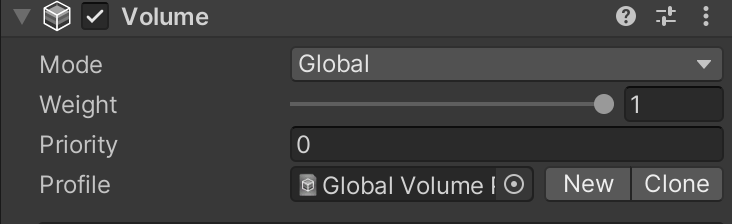 Volume
Mode Global
Weight 1
Priority 0
Profile Global Volume New Clone